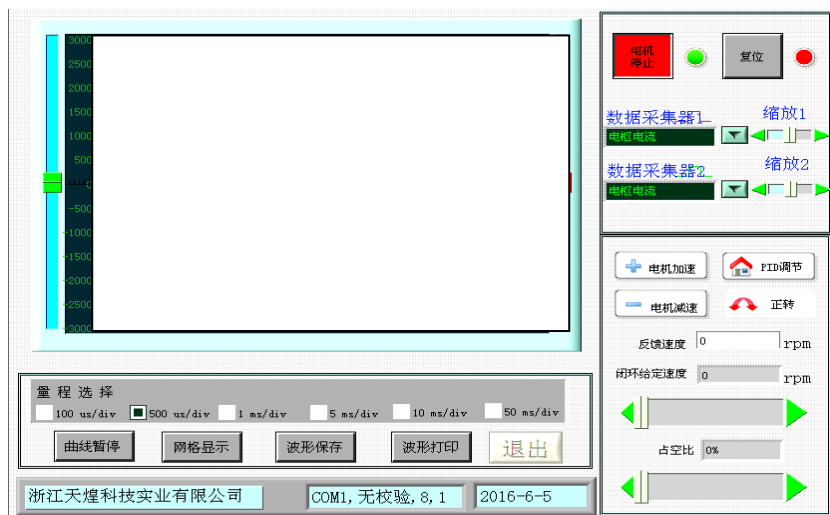 3000
2500
2000
1500
1000
500
0
-500
-1000
-1500
-2000
-2500
-3000
电机
停止
复位
数据采集器1
缩放1
电枢电流
数据采集器2
缩放2
电枢电流
电机加速
PID调节
电机减速
正转
反馈速度 0 rpm
闭环给定速度 0 rpm
占空比 0%
量 程 选 择
100 us/div 500 us/div 1 ms/div 5 ms/div 10 ms/div 50 ms/div
曲线暂停 网格显示 波形保存 波形打印 退出
浙江天煌科技实业有限公司 COM1,无校验,8,1 2016-6-5